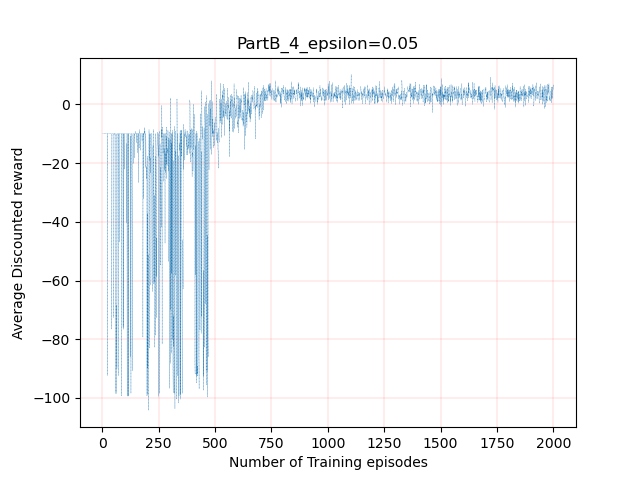 PartB_4_epsilon=0.05
Average Discounted reward
0
−20
−40
−60
−80
−100
0 250 500 750 1000 1250 1500 1750 2000
Number of Training episodes